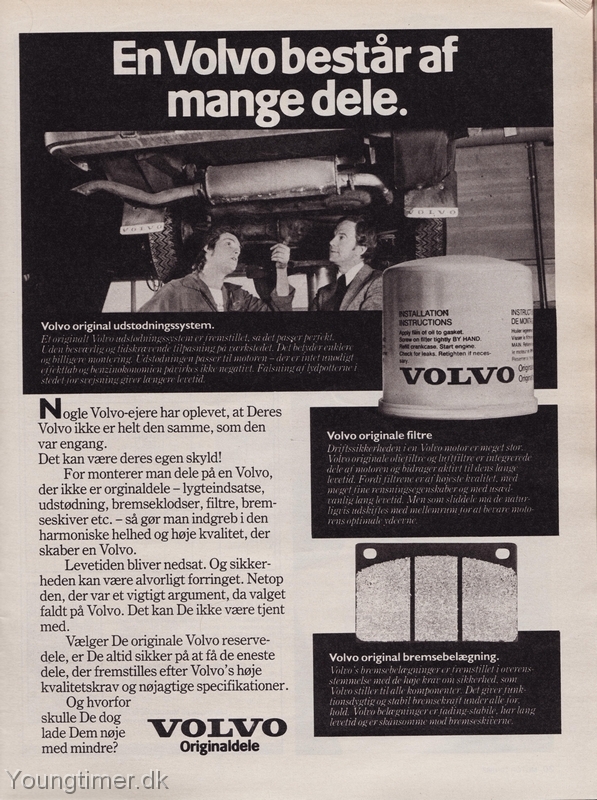 En Volvo består af
mange dele.
VOLVO
VOLVO
Volvo original udstødningssystem.
Et originalt Volvo udstødningssystem er fremstillet, så det passer perfekt.
Uden besværlig og tidskrævende tilpasning på værkstedet. Det betyder enklere
og billigere montering. Udstødningen passer til motoren – der er intet unødigt
effekttab og benzinøkonomien påvirkes ikke negativt. Falsning af lydpotterne i
stedet for svejsning giver længere levetid.
INSTALLATION
INSTRUCTIONS
Apply film of oil to gasket.
Screw on filter tightly BY HAND.
Refill crankcase. Start engine.
Check for leaks. Retighten if neces-
sary.
VOLVO
Nogle Volvo-ejere har oplevet, at Deres
Volvo ikke er helt den samme, som den
var engang.
Det kan være deres egen skyld!
For monterer man dele på en Volvo,
der ikke er orginaldele – lygteindsatse,
udstødning, bremseklodser, filtre, brem-
seskiver etc. – så gør man indgreb i den
harmoniske helhed og høje kvalitet, der
skaber en Volvo.
Levetiden bliver nedsat. Og sikker-
heden kan være alvorligt forringet. Netop
den, der var et vigtigt argument, da valget
faldt på Volvo. Det kan De ikke være tjent
med.
Vælger De originale Volvo reserve-
dele, er De altid sikker på at få de eneste
dele, der fremstilles efter Volvo's høje
kvalitetskrav og nøjagtige specifikationer.
Og hvorfor
skulle De dog
lade Dem nøje
med mindre?
VOLVO
Originaldele
Volvo originale filtre
Driftssikkerheden i en Volvo motor er meget stor.
Volvo originale oliefiltre og luftfiltre er integrerede
dele af motoren og bidrager aktivt til dens lange
levetid. Fordi filtrene er af højeste kvalitet, med
meget fine rensningsegenskaber og med usæd-
vanlig lang levetid. Men som sliddele må de natur-
ligvis udskiftes med mellemrum for at bevare moto-
rens optimale ydeevne.
Volvo original bremsebelægning.
Volvo's bremsebelægninger er fremstillet i overens-
stemmelse med de høje krav om sikkerhed, som
Volvo stiller til alle komponenter. Det giver funk-
tionsdygtig og stabil bremsekraft under alle for-
hold. Volvo belægninger er fading-stabile, har lang
levetid og er skånsomme mod bremseskiverne.
Youngtimer.dk